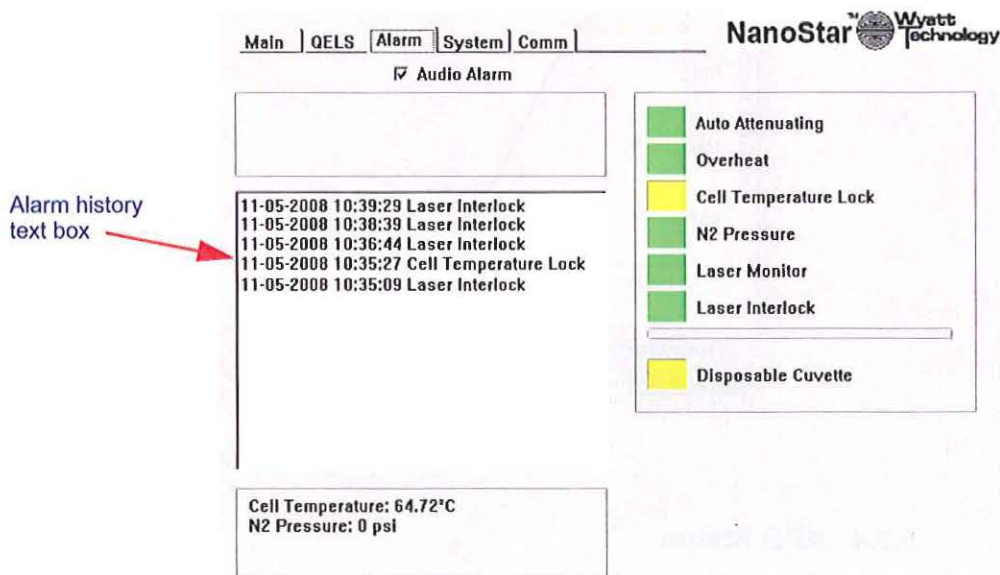 Main QELS Alarm System Comm
NanoStar™ Wyatt Technology
Audio Alarm
Alarm history
text box
11-05-2008 10:39:29 Laser Interlock
11-05-2008 10:38:39 Laser Interlock
11-05-2008 10:36:44 Laser Interlock
11-05-2008 10:35:27 Cell Temperature Lock
11-05-2008 10:35:09 Laser Interlock
Cell Temperature: 64.72°C
N2 Pressure: 0 psi
Auto Attenuating
Overheat
Cell Temperature Lock
N2 Pressure
Laser Monitor
Laser Interlock
Disposable Cuvette